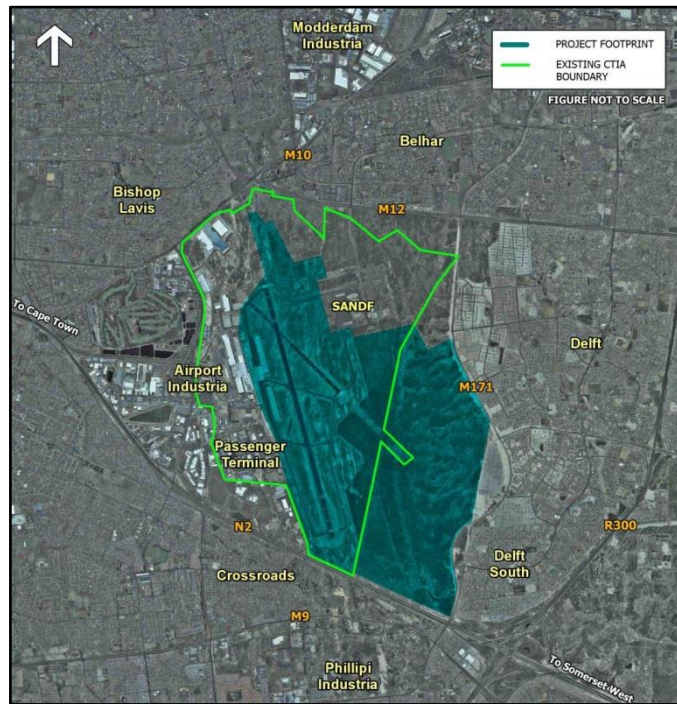 Modderdam
Industria
PROJECT FOOTPRINT
EXISTING CTIA
BOUNDARY
FIGURE NOT TO SCALE
Belhar
M10
Bishop
Lavis
M12
To Cape Town
SANDF
Delft
Airport
Industria
M171
Passenger
Terminal
N2
R300
Crossroads
Delft
South
M9
To Somerset West
Phillipi
Industria